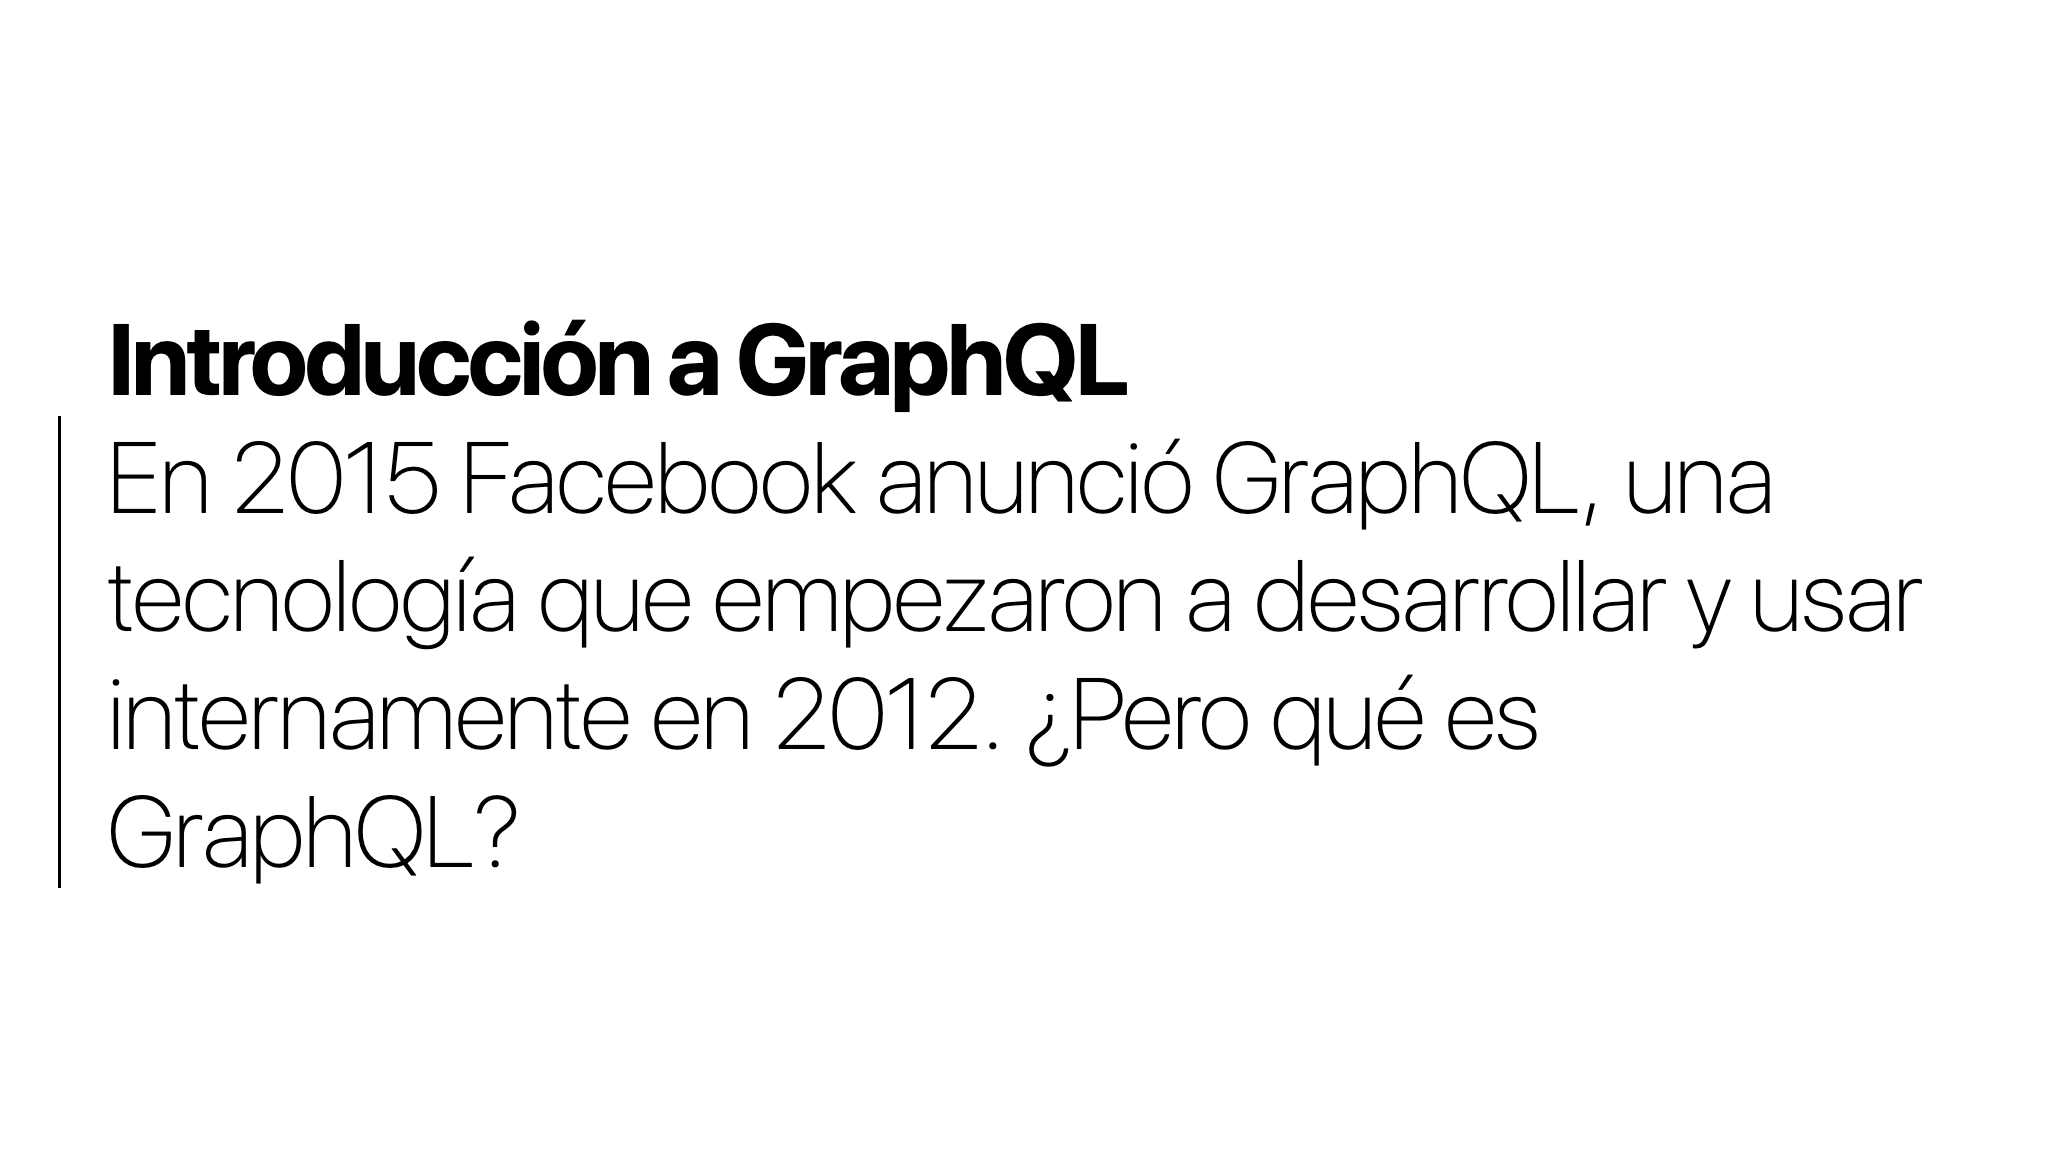 Introducción a GraphQL
En 2015 Facebook anunció GraphQL, una
tecnología que empezaron a desarrollar y usar
internamente en 2012. ¿Pero qué es
GraphQL?